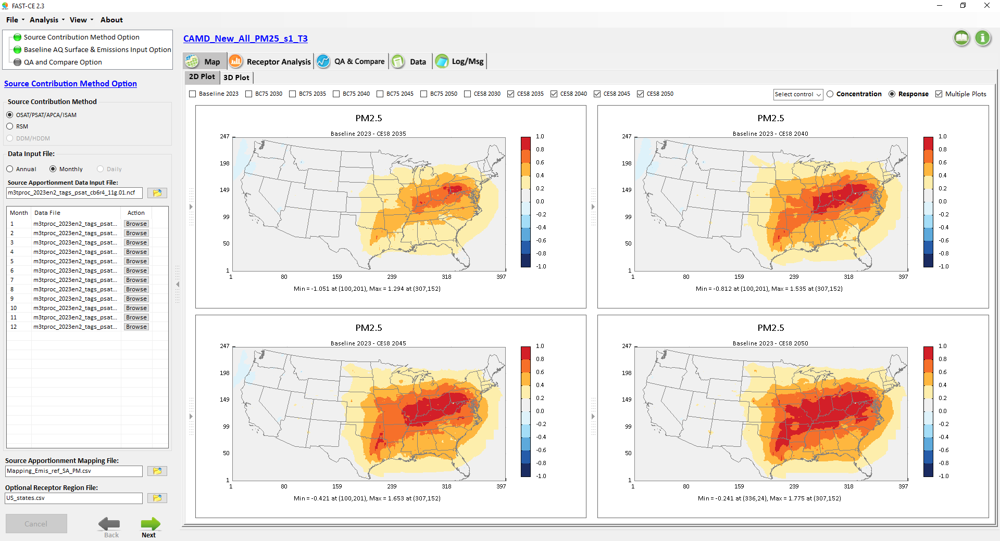 FAST-CE 2.3
File Analysis View About
Source Contribution Method Option
Baseline AQ Surface & Emissions Input Option
QA and Compare Option
Source Contribution Method Option
Source Contribution Method
OSAT/PSAT/APCA/ISAM
RSM
DDM/HDDM
Data Input File:
Annual Monthly Daily
Source Apportionment Data Input File:
m3tproc_2023en2_tags_psat_cb6r4_11g.01.ncf
Month Data File Action
1 m3tproc_2023en2_tags_psat... Browse
2 m3tproc_2023en2_tags_psat... Browse
3 m3tproc_2023en2_tags_psat... Browse
4 m3tproc_2023en2_tags_psat... Browse
5 m3tproc_2023en2_tags_psat... Browse
6 m3tproc_2023en2_tags_psat... Browse
7 m3tproc_2023en2_tags_psat... Browse
8 m3tproc_2023en2_tags_psat... Browse
9 m3tproc_2023en2_tags_psat... Browse
10 m3tproc_2023en2_tags_psat... Browse
11 m3tproc_2023en2_tags_psat... Browse
12 m3tproc_2023en2_tags_psat... Browse
Source Apportionment Mapping File:
Mapping_Emis_ref_SA_PM.csv
Optional Receptor Region File:
US_states.csv
Cancel Back Next
CAMD_New_All_PM25_s1_T3
Map Receptor Analysis QA & Compare Data Log/Msg
2D Plot 3D Plot
Baseline 2023 BC75 2030 BC75 2035 BC75 2040 BC75 2045 BC75 2050 CES8 2030 CES8 2035 CES8 2040 CES8 2045 CES8 2050 Select control Concentration Response Multiple Plots
PM2.5
Baseline 2023 - CES8 2035
247
198
149
99
50
1
1 80 159 239 318 397
1.0
0.8
0.6
0.4
0.2
0.0
-0.2
-0.4
-0.6
-0.8
-1.0
Min = -1.051 at (100,201), Max = 1.294 at (307,152)
PM2.5
Baseline 2023 - CES8 2040
247
198
149
99
50
1
1 80 159 239 318 397
1.0
0.8
0.6
0.4
0.2
0.0
-0.2
-0.4
-0.6
-0.8
-1.0
Min = -0.812 at (100,201), Max = 1.535 at (307,152)
PM2.5
Baseline 2023 - CES8 2045
247
198
149
99
50
1
1 80 159 239 318 397
1.0
0.8
0.6
0.4
0.2
0.0
-0.2
-0.4
-0.6
-0.8
-1.0
Min = -0.421 at (100,201), Max = 1.653 at (307,152)
PM2.5
Baseline 2023 - CES8 2050
247
198
149
99
50
1
1 80 159 239 318 397
1.0
0.8
0.6
0.4
0.2
0.0
-0.2
-0.4
-0.6
-0.8
-1.0
Min = -0.241 at (336,24), Max = 1.775 at (307,152)